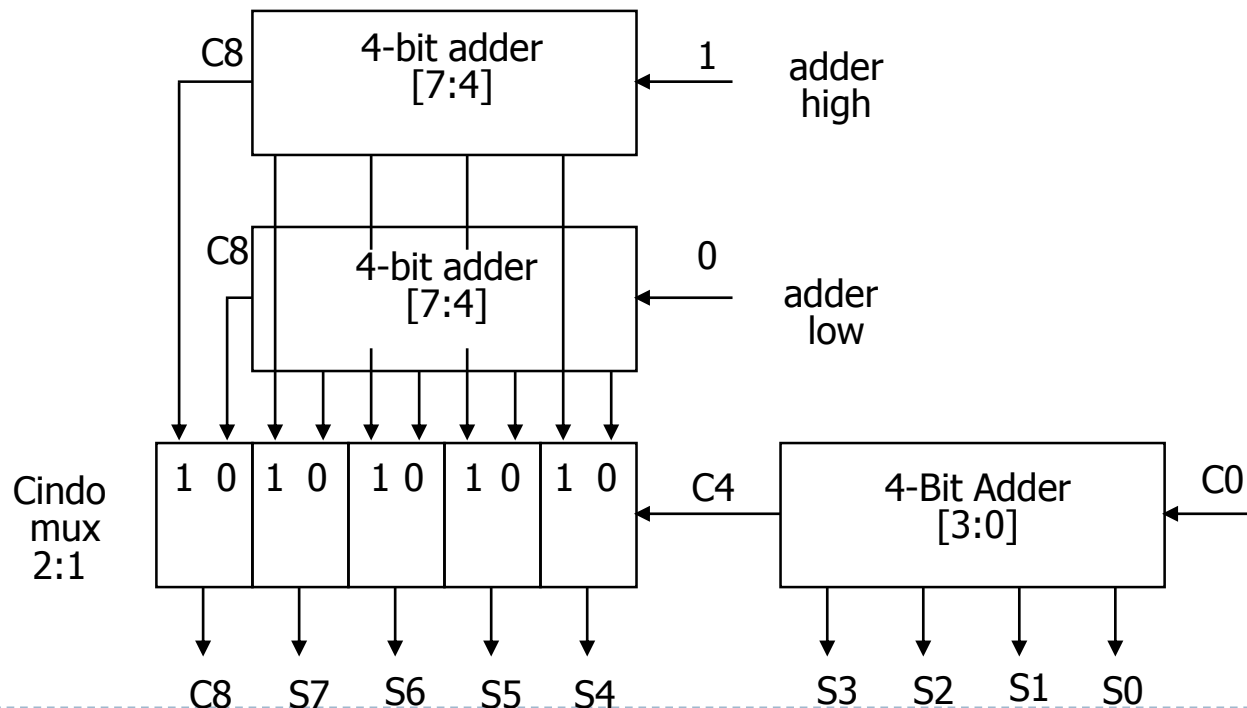 C8
4-bit adder
[7:4]
1
adder
high
C8
4-bit adder
[7:4]
0
adder
low
Cindo
mux
2:1
1 0 1 0 1 0 1 0 1 0
C4
4-Bit Adder
[3:0]
C0
C8 S7 S6 S5 S4 S3 S2 S1 S0